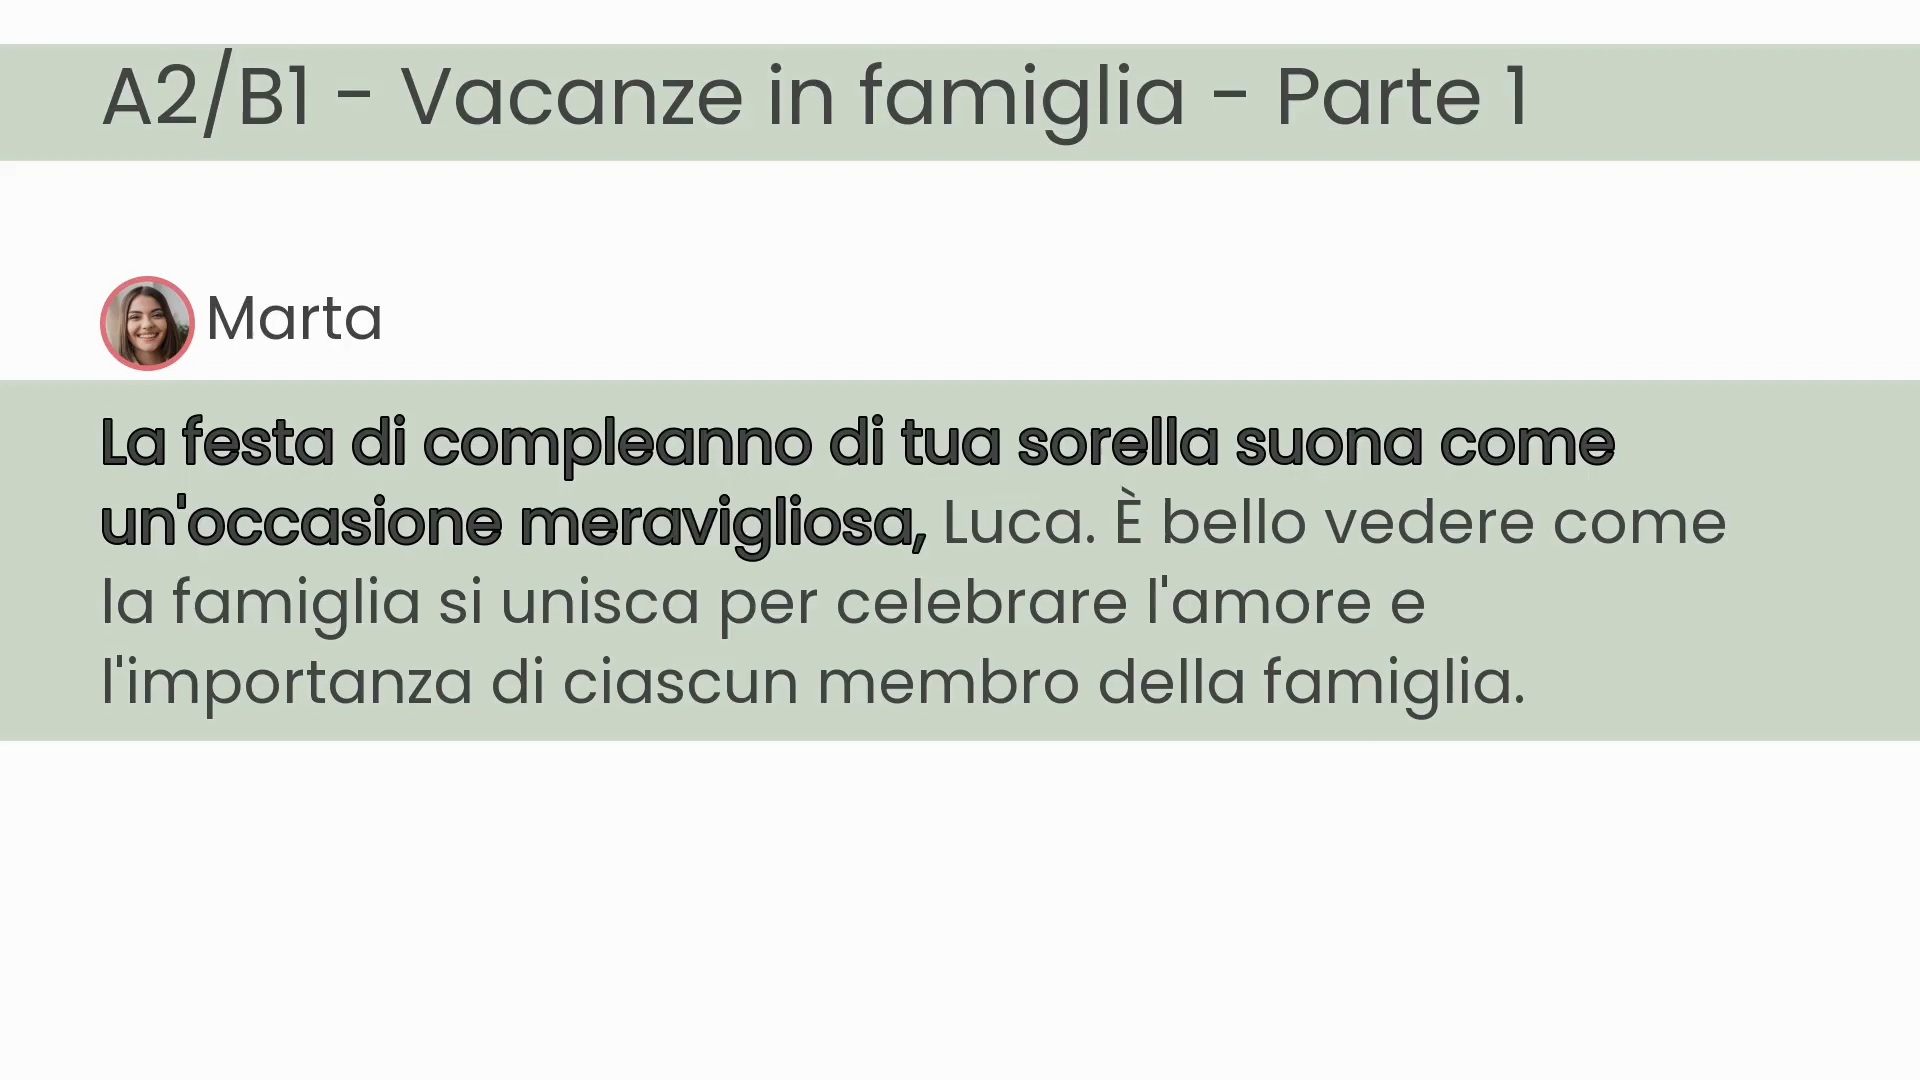 A2/B1 - Vacanze in famiglia - Parte 1
Marta
La festa di compleanno di tua sorella suona come
un'occasione meravigliosa, Luca. È bello vedere come
la famiglia si unisca per celebrare l'amore e
l'importanza di ciascun membro della famiglia.